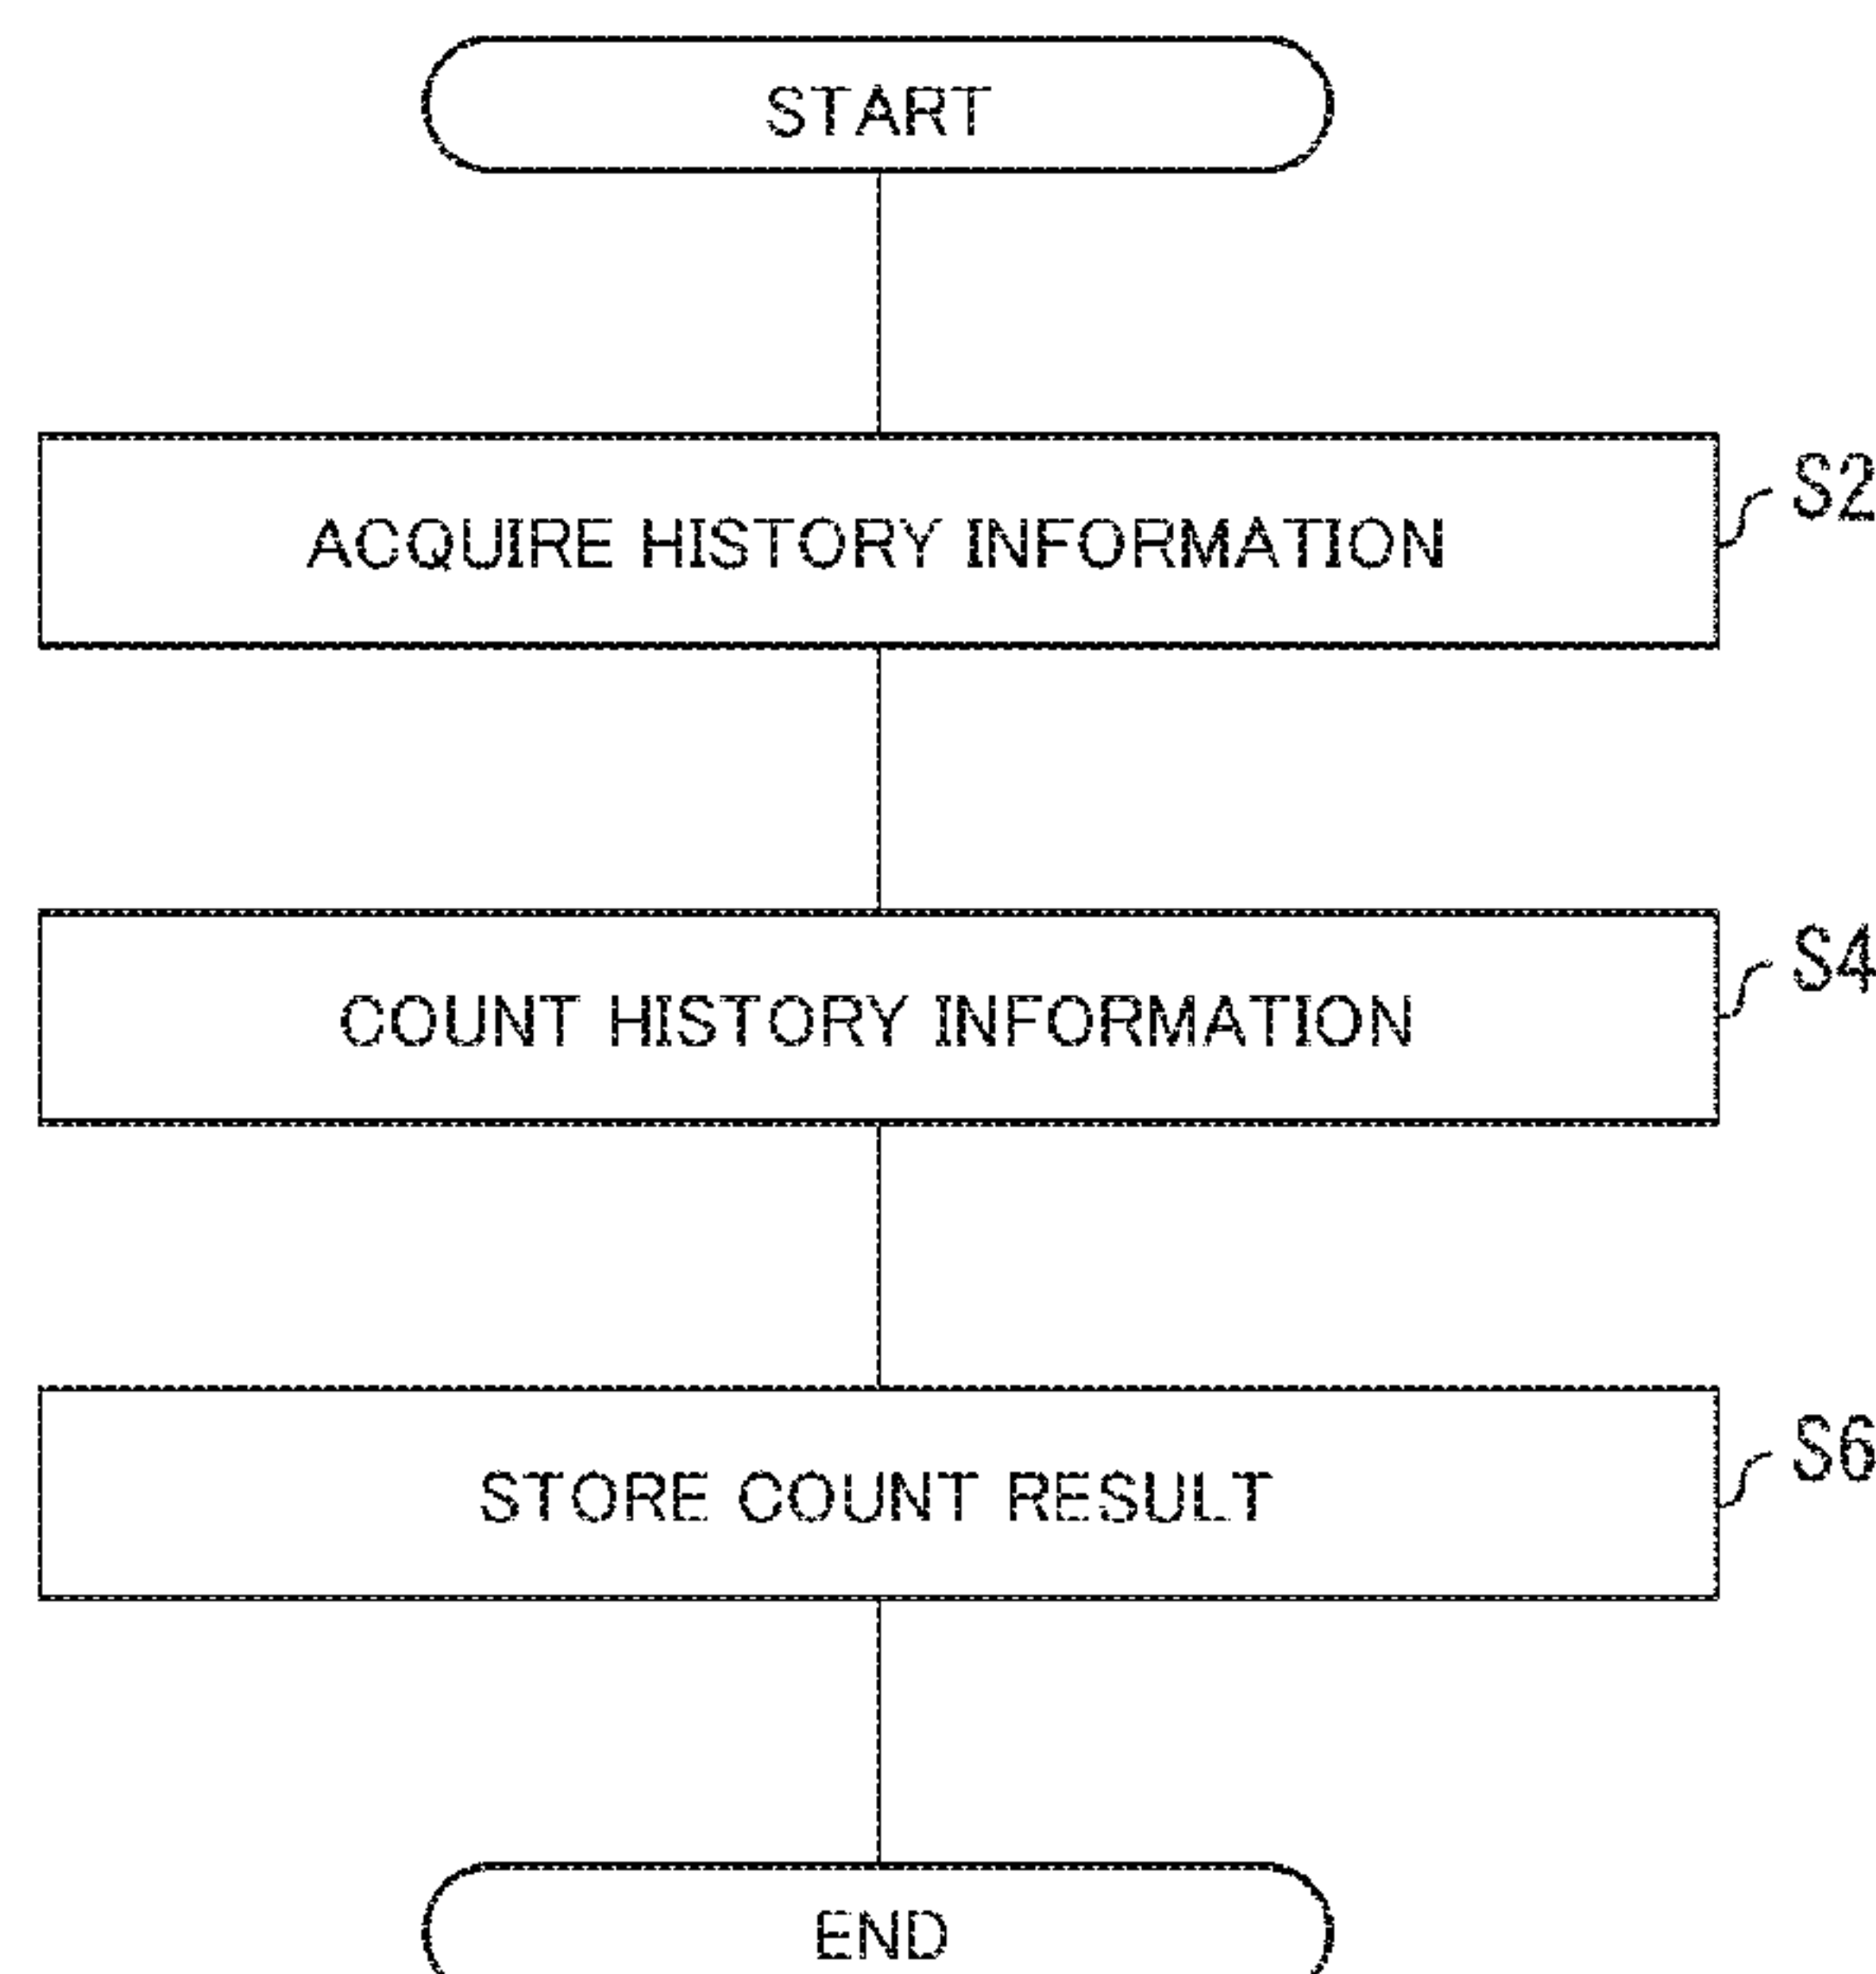 START
ACQUIRE HISTORY INFORMATION
S2
COUNT HISTORY INFORMATION
S4
STORE COUNT RESULT
S6
END